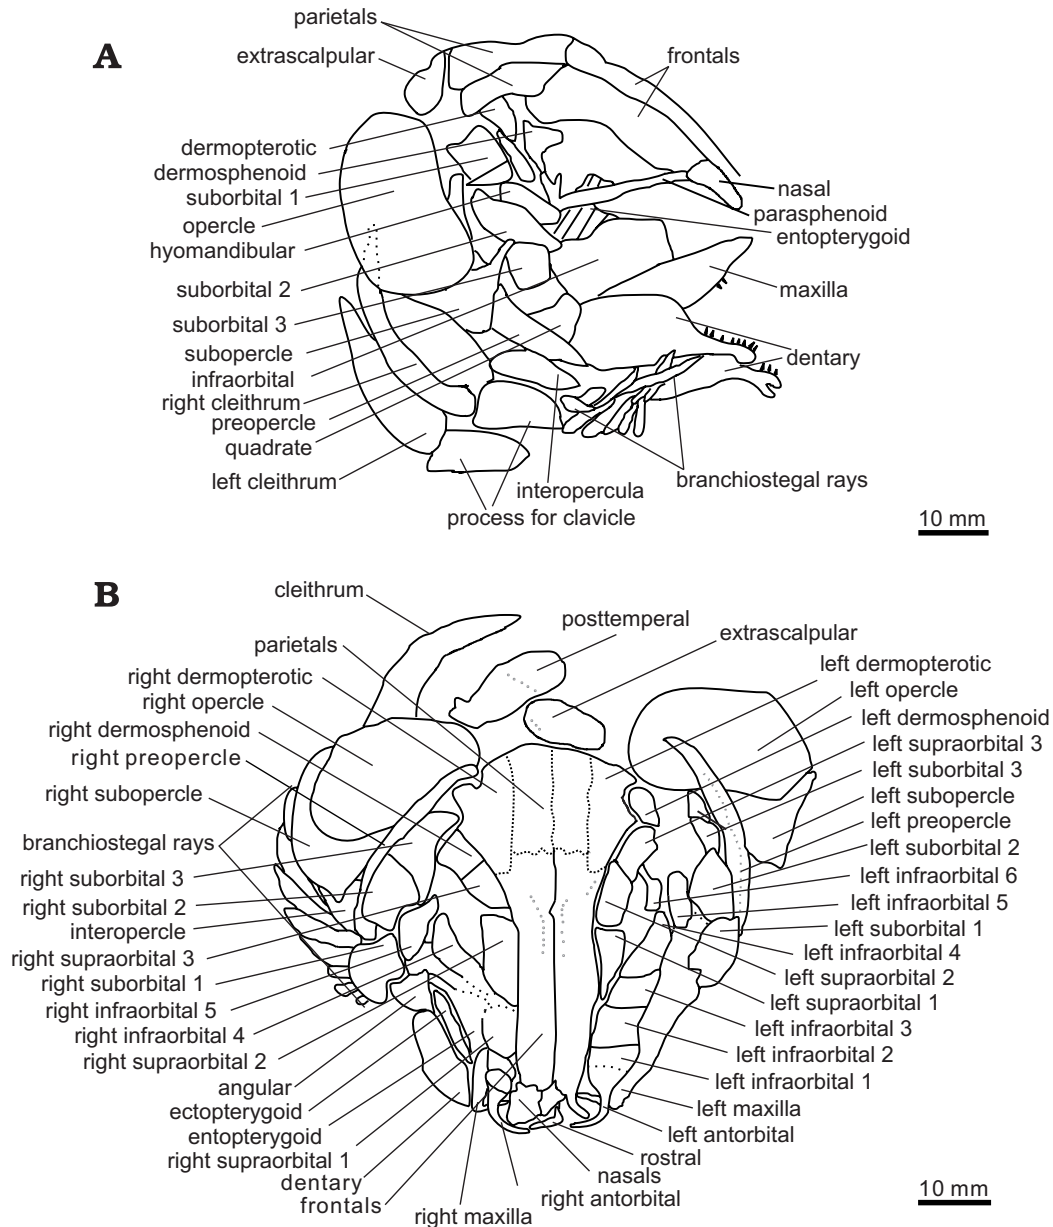 A
parietals
extrascalpular
frontals
dermopterotic
dermosphenoid
suborbital 1
opercle
hyomandibular
suborbital 2
suborbital 3
subopercle
infraorbital
right cleithrum
preopercle
quadrate
left cleithrum
nasal
parasphenoid
entopterygoid
maxilla
dentary
branchiostegal rays
interopercula
process for clavicle
10 mm
B
cleithrum
posttemperal
parietals
extrascalpular
right dermopterotic
right opercle
right dermosphenoid
right preopercle
right subopercle
branchiostegal rays
right suborbital 3
right suborbital 2
interopercle
right supraorbital 3
right suborbital 1
right infraorbital 5
right infraorbital 4
right supraorbital 2
angular
ectopterygoid
entopterygoid
right supraorbital 1
dentary
frontals
right maxilla
left dermopterotic
left opercle
left dermosphenoid
left supraorbital 3
left suborbital 3
left subopercle
left preopercle
left suborbital 2
left infraorbital 6
left infraorbital 5
left suborbital 1
left infraorbital 4
left supraorbital 2
left supraorbital 1
left infraorbital 3
left infraorbital 2
left infraorbital 1
left maxilla
left antorbital
rostral
nasals
right antorbital
10 mm